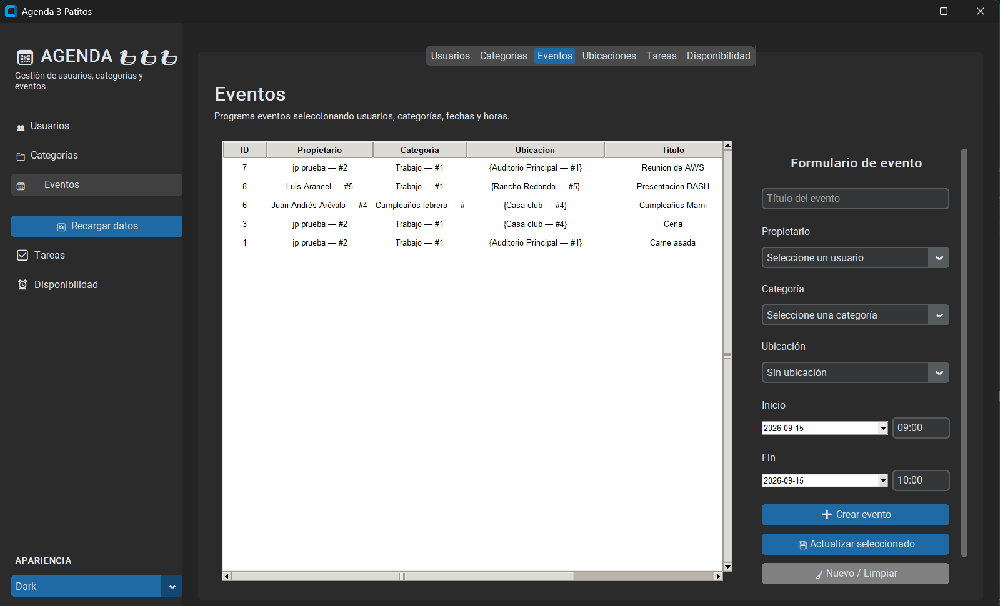 Agenda 3 Patitos
AGENDA
Gestión de usuarios, categorías y
eventos
Usuarios
Categorías
Eventos
Recargar datos
Tareas
Disponibilidad
APARIENCIA
Dark
Usuarios Categorías Eventos Ubicaciones Tareas Disponibilidad
Eventos
Programa eventos seleccionando usuarios, categorías, fechas y horas.
ID Propietario Categoría Ubicacion Título
7 jp prueba — #2 Trabajo — #1 {Auditorio Principal — #1} Reunion de AWS
8 Luis Arancel — #5 Trabajo — #1 {Rancho Redondo — #5} Presentacion DASH
6 Juan Andrés Arévalo — #4 Cumpleaños febrero — # {Casa club — #4} Cumpleaños Mami
3 jp prueba — #2 Trabajo — #1 {Casa club — #4} Cena
1 jp prueba — #2 Trabajo — #1 {Auditorio Principal — #1} Carne asada
Formulario de evento
Título del evento
Propietario
Seleccione un usuario
Categoría
Seleccione una categoría
Ubicación
Sin ubicación
Inicio
2026-09-15 09:00
Fin
2026-09-15 10:00
Crear evento
Actualizar seleccionado
Nuevo / Limpiar